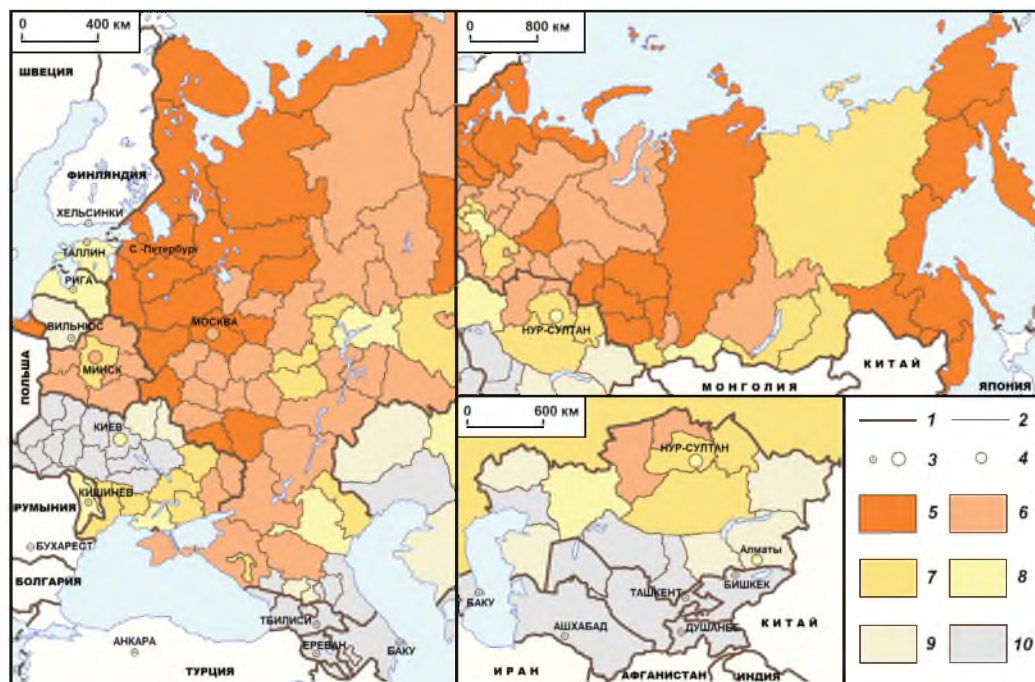 0 400 км
ШВЕЦИЯ
ФИНЛЯНДИЯ
ХЕЛЬСИНКИ
ТАЛЛИН
С.-Петербург
РИГА
ВИЛЬНЮС
МОСКВА
МИНСК
ПОЛЬША
КИЕВ
КИШИНЕВ
РУМЫНИЯ
БУХАРЕСТ
БОЛГАРИЯ
ТБИЛИСИ
ЕРЕВАН
БАКУ
АНКАРА
ТУРЦИЯ
0 800 км
НУР-СУЛТАН
КИТАЙ
МОНГОЛИЯ
ЯПОНИЯ
0 600 км
НУР-СУЛТАН
Алматы
БИШКЕК
ТАШКЕНТ
БАКУ
АШХАБАД
ДУШАНБЕ
КИТАЙ
ИРАН
АФГАНИСТАН
ИНДИЯ
1 2
3 4
5 6
7 8
9 10